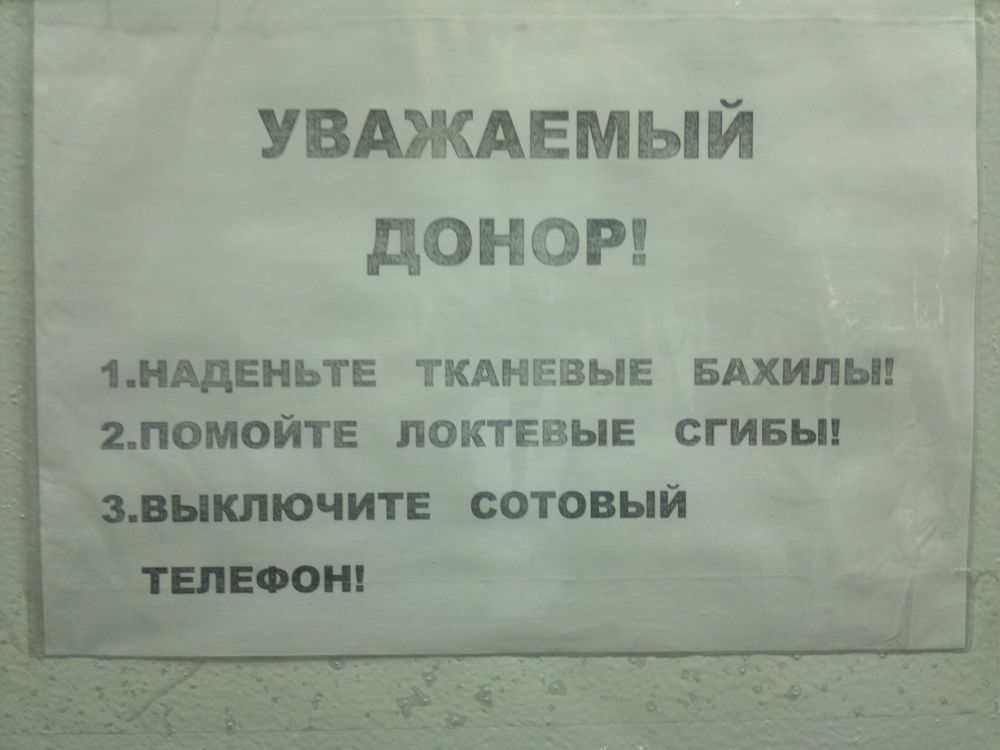 УВАЖАЕМЫЙ
ДОНОР!
1.НАДЕНЬТЕ ТКАНЕВЫЕ БАХИЛЫ!
2.ПОМОЙТЕ ЛОКТЕВЫЕ СГИБЫ!
3.ВЫКЛЮЧИТЕ СОТОВЫЙ
ТЕЛЕФОН!